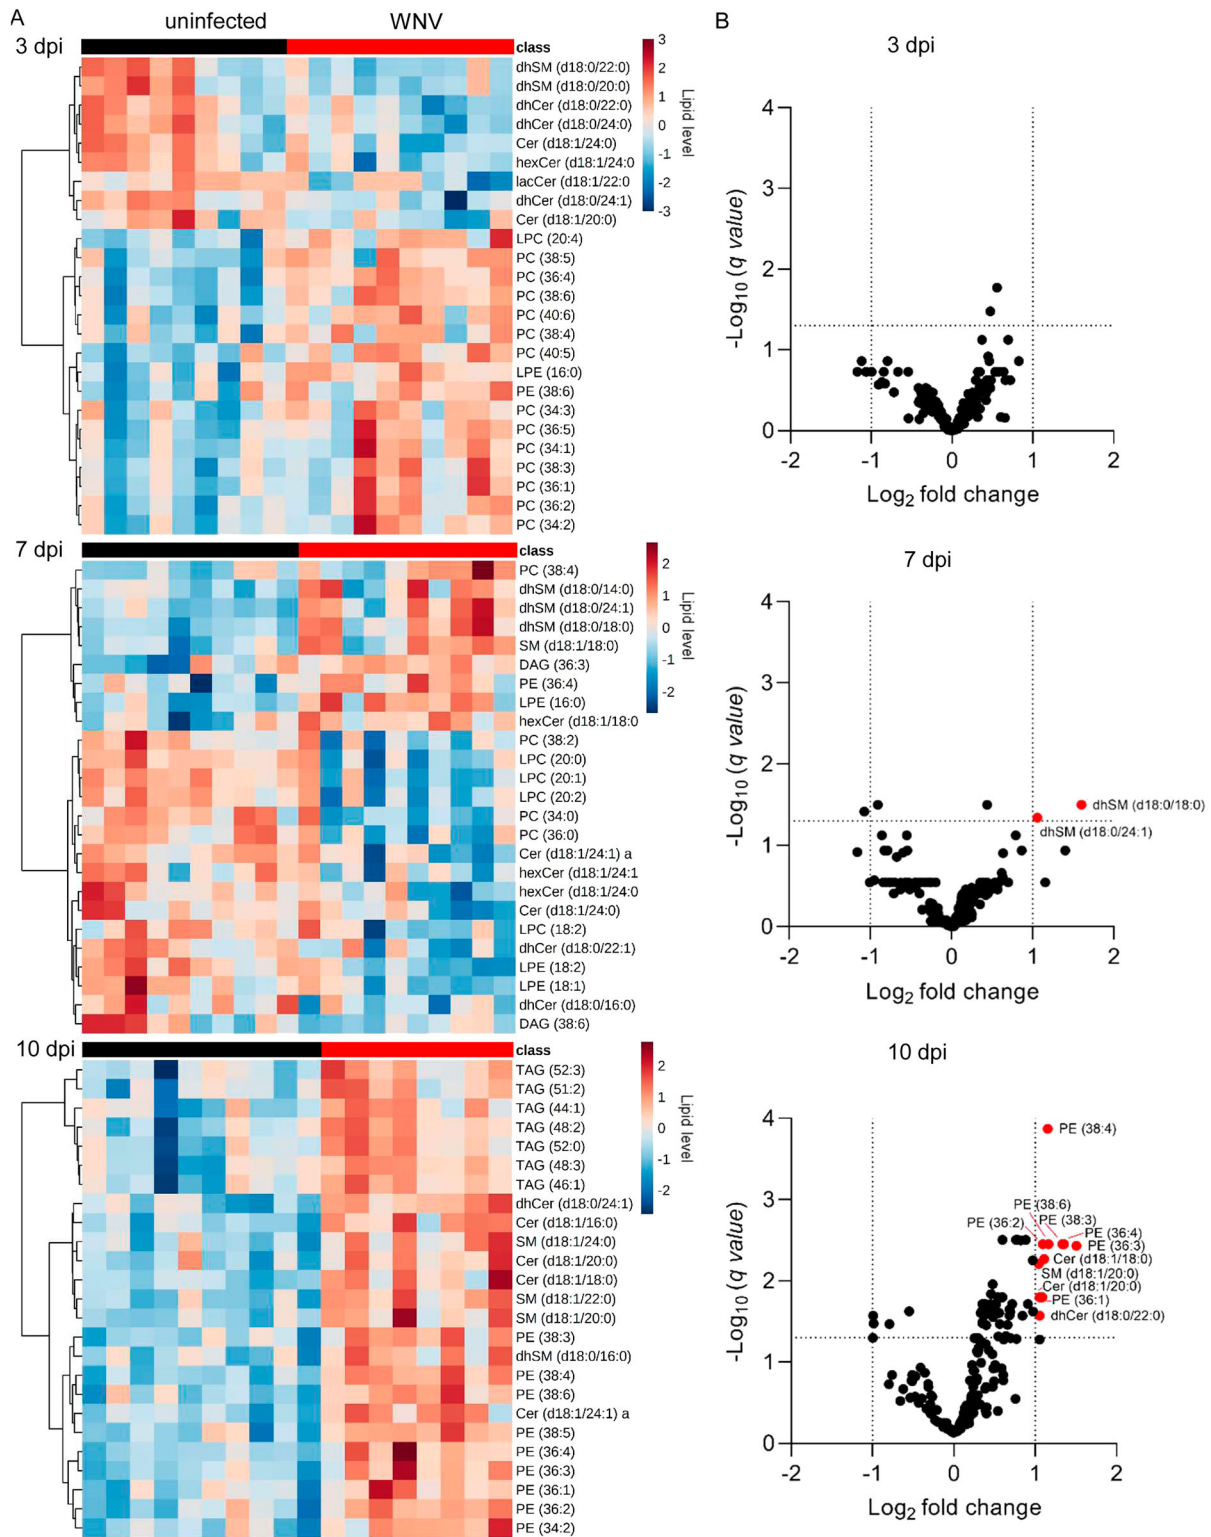 A
uninfected
WNV
3 dpi
class
dhSM (d18:0/22:0)
dhSM (d18:0/20:0)
dhCer (d18:0/22:0)
dhCer (d18:0/24:0)
Cer (d18:1/24:0)
hexCer (d18:1/24:0
lacCer (d18:1/22:0
dhCer (d18:0/24:1)
Cer (d18:1/20:0)
LPC (20:4)
PC (38:5)
PC (36:4)
PC (38:6)
PC (40:6)
PC (38:4)
PC (40:5)
LPE (16:0)
PE (38:6)
PC (34:3)
PC (36:5)
PC (34:1)
PC (38:3)
PC (36:1)
PC (36:2)
PC (34:2)
3
2
1
0
-1
-2
-3
Lipid level
7 dpi
class
PC (38:4)
dhSM (d18:0/14:0)
dhSM (d18:0/24:1)
dhSM (d18:0/18:0)
SM (d18:1/18:0)
DAG (36:3)
PE (36:4)
LPE (16:0)
hexCer (d18:1/18:0
PC (38:2)
LPC (20:0)
LPC (20:1)
LPC (20:2)
PC (34:0)
PC (36:0)
Cer (d18:1/24:1) a
hexCer (d18:1/24:1
hexCer (d18:1/24:0
Cer (d18:1/24:0)
LPC (18:2)
dhCer (d18:0/22:1)
LPE (18:2)
LPE (18:1)
dhCer (d18:0/16:0)
DAG (38:6)
2
1
0
-1
-2
Lipid level
10 dpi
class
TAG (52:3)
TAG (51:2)
TAG (44:1)
TAG (48:2)
TAG (52:0)
TAG (48:3)
TAG (46:1)
dhCer (d18:0/24:1)
Cer (d18:1/16:0)
SM (d18:1/24:0)
Cer (d18:1/20:0)
Cer (d18:1/18:0)
SM (d18:1/22:0)
SM (d18:1/20:0)
PE (38:3)
dhSM (d18:0/16:0)
PE (38:4)
PE (38:6)
Cer (d18:1/24:1) a
PE (38:5)
PE (36:4)
PE (36:3)
PE (36:1)
PE (36:2)
PE (34:2)
2
1
0
-1
-2
Lipid level
B
3 dpi
4
3
2
1
0
-Log10 (q value)
-2
-1
0
1
2
Log2 fold change
7 dpi
4
3
2
1
0
-Log10 (q value)
dhSM (d18:0/18:0)
dhSM (d18:0/24:1)
-2
-1
0
1
2
Log2 fold change
10 dpi
4
3
2
1
0
-Log10 (q value)
PE (38:4)
PE (38:6)
PE (36:2)
PE (38:3)
PE (36:4)
PE (36:3)
Cer (d18:1/18:0)
SM (d18:1/20:0)
Cer (d18:1/20:0)
PE (36:1)
dhCer (d18:0/22:0)
-2
-1
0
1
2
Log2 fold change